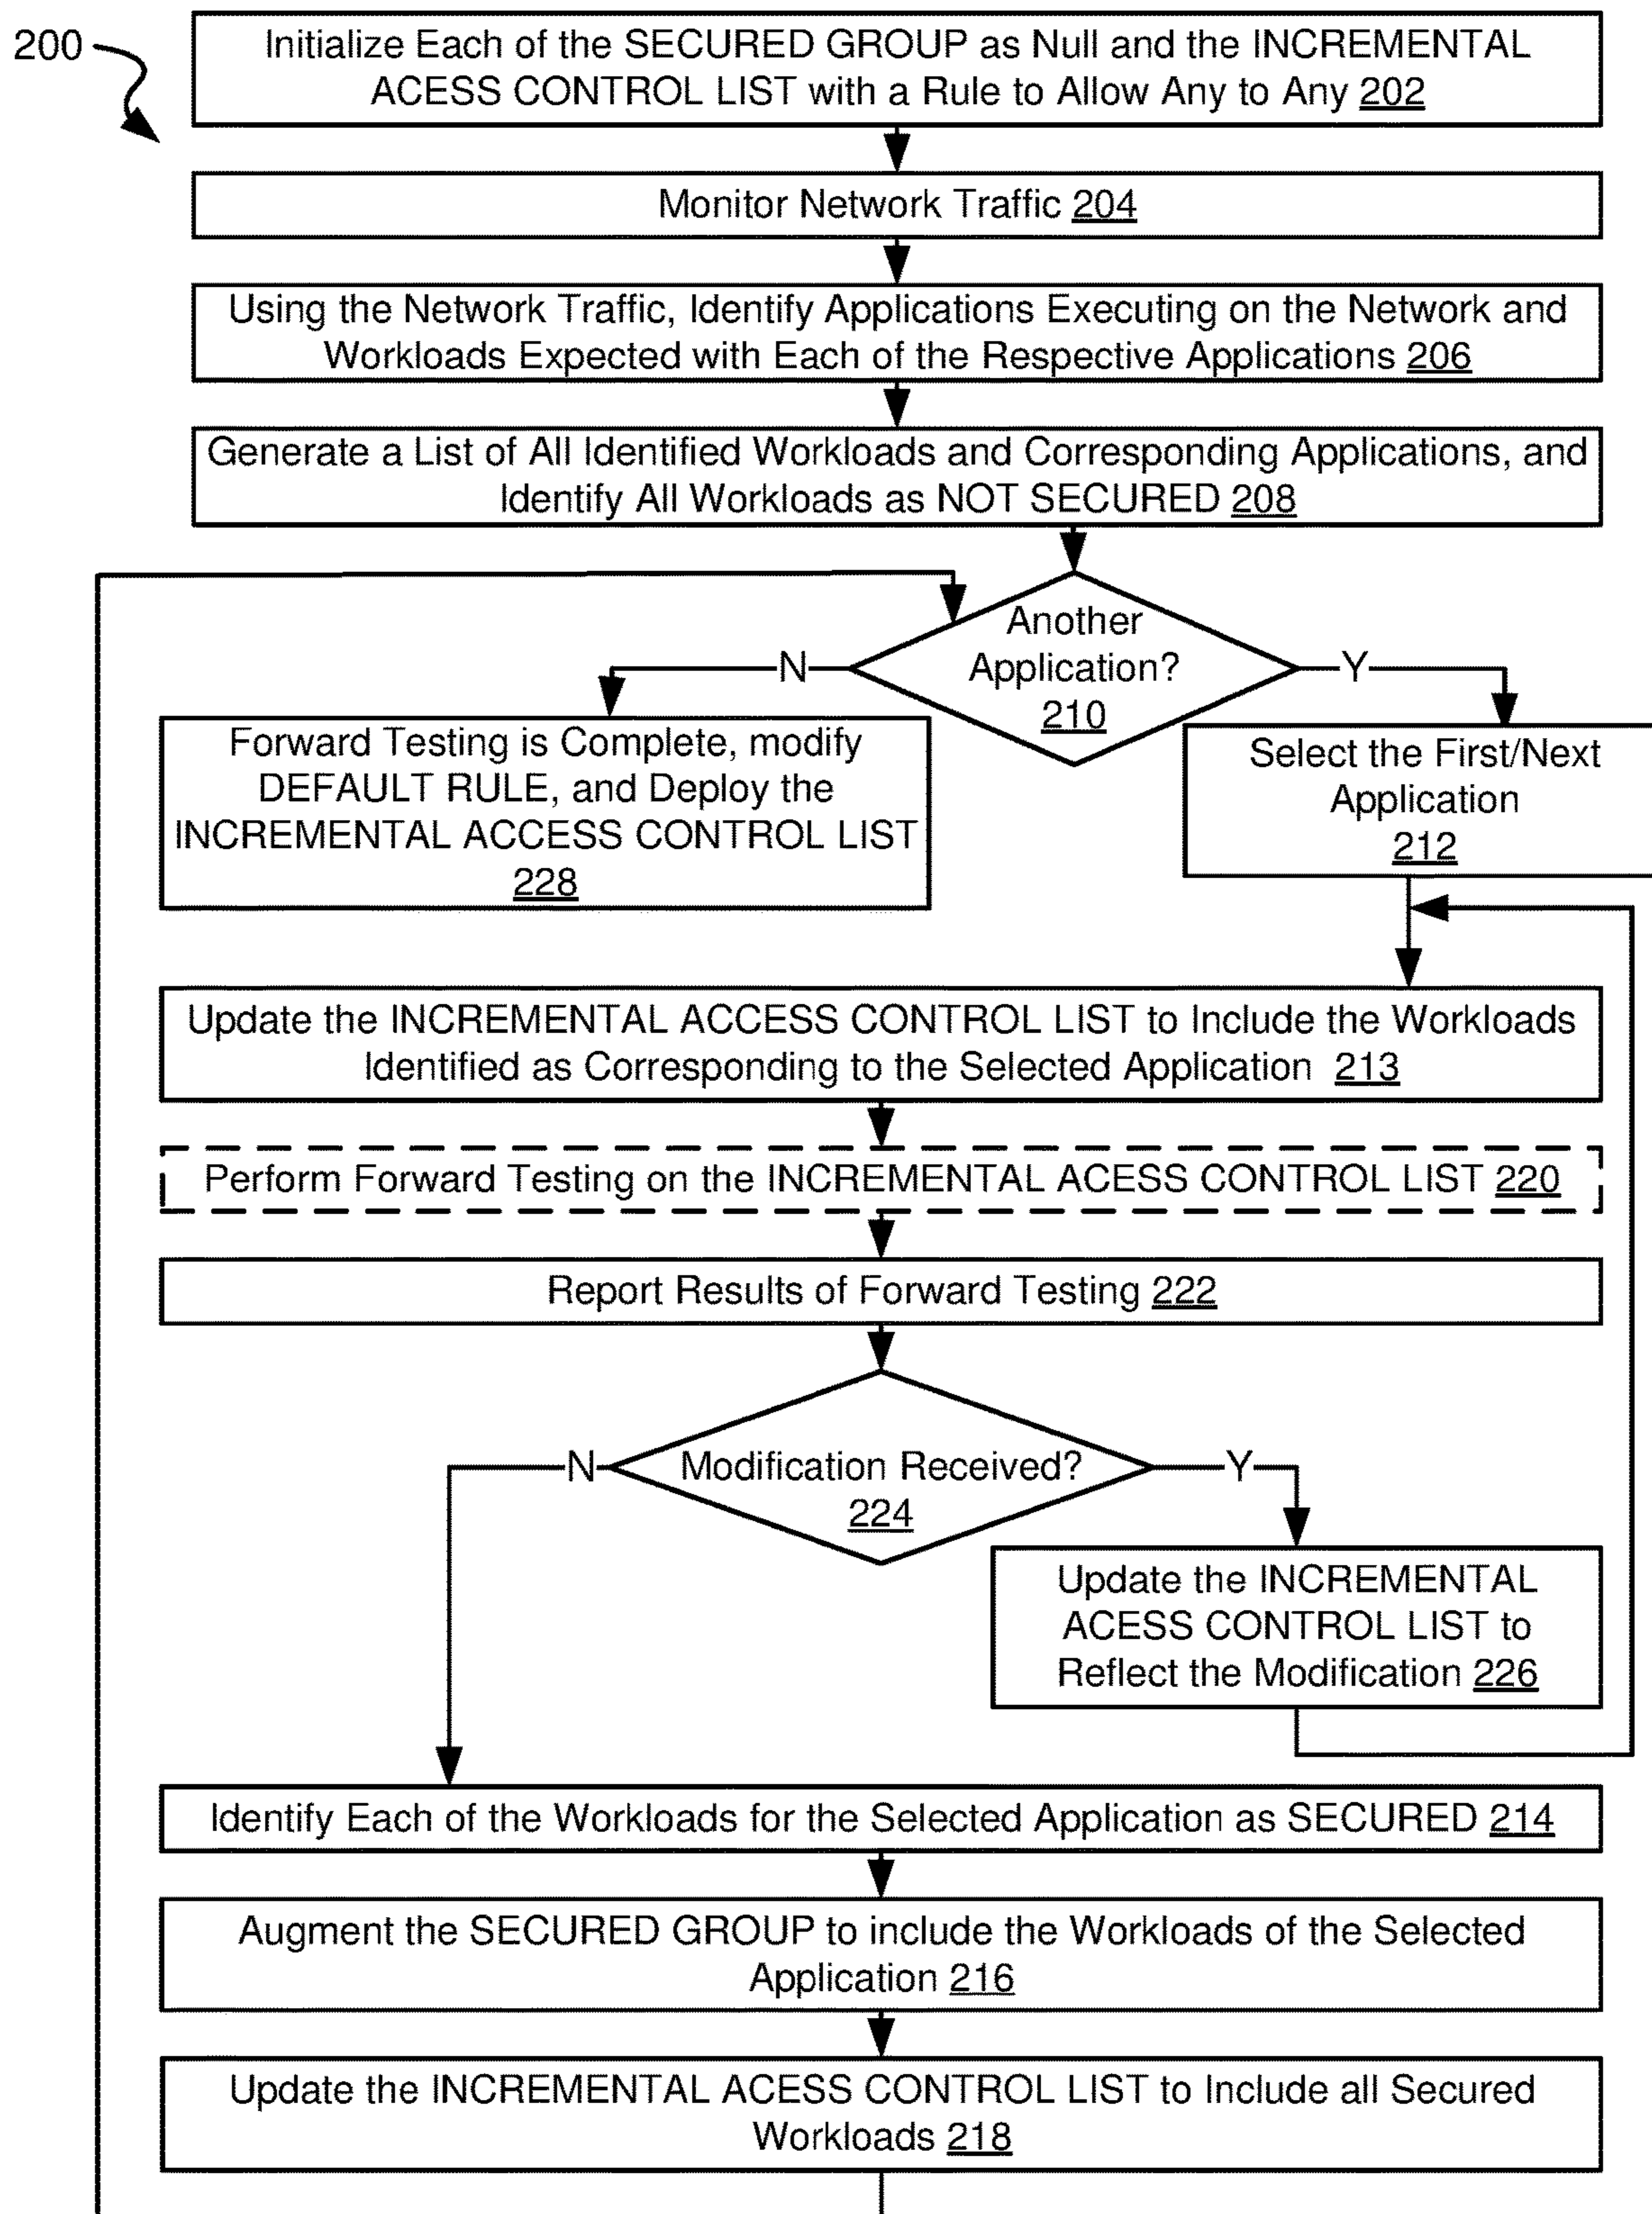 200
Initialize Each of the SECURED GROUP as Null and the INCREMENTAL
ACESS CONTROL LIST with a Rule to Allow Any to Any 202
Monitor Network Traffic 204
Using the Network Traffic, Identify Applications Executing on the Network and
Workloads Expected with Each of the Respective Applications 206
Generate a List of All Identified Workloads and Corresponding Applications, and
Identify All Workloads as NOT SECURED 208
Another
Application?
210
N
Y
Forward Testing is Complete, modify
DEFAULT RULE, and Deploy the
INCREMENTAL ACCESS CONTROL LIST
228
Select the First/Next
Application
212
Update the INCREMENTAL ACCESS CONTROL LIST to Include the Workloads
Identified as Corresponding to the Selected Application 213
Perform Forward Testing on the INCREMENTAL ACESS CONTROL LIST 220
Report Results of Forward Testing 222
Modification Received?
224
N
Y
Update the INCREMENTAL
ACESS CONTROL LIST to
Reflect the Modification 226
Identify Each of the Workloads for the Selected Application as SECURED 214
Augment the SECURED GROUP to include the Workloads of the Selected
Application 216
Update the INCREMENTAL ACESS CONTROL LIST to Include all Secured
Workloads 218